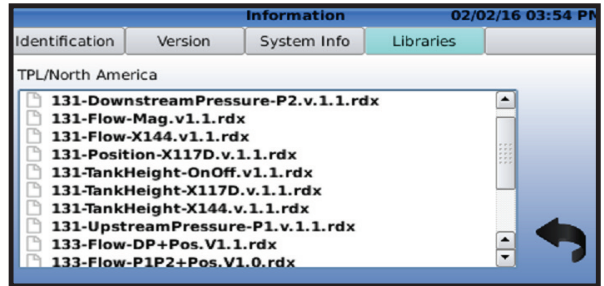 Information 02/02/16 03:54 PM
Identification Version System Info Libraries
TPL/North America
131-DownstreamPressure-P2.v.1.1.rdx
131-Flow-Mag.v1.1.rdx
131-Flow-X144.v1.1.rdx
131-Position-X117D.v.1.1.rdx
131-TankHeight-OnOff.v1.1.rdx
131-TankHeight-X117D.v.1.1.rdx
131-TankHeight-X144.v.1.1.rdx
131-UpstreamPressure-P1.v.1.1.rdx
133-Flow-DP+Pos.V1.1.rdx
133-Flow-P1P2+Pos.V1.0.rdx